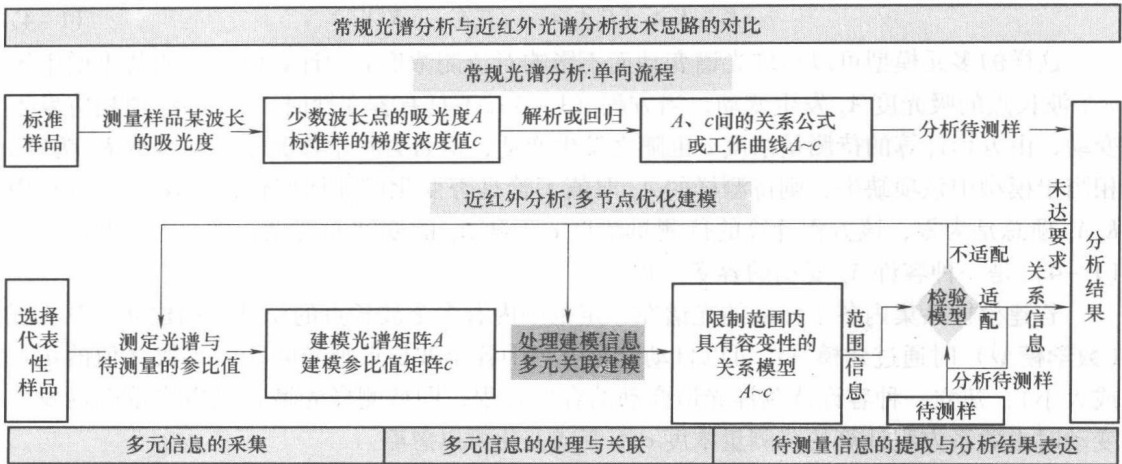 常规光谱分析与近红外光谱分析技术思路的对比
常规光谱分析:单向流程
标准
样品
测量样品某波长
的吸光度
少数波长点的吸光度A
标准样的梯度浓度值c
解析或回归
A、c间的关系公式
或工作曲线A~c
分析待测样
分析结果
近红外分析:多节点优化建模
未达要求
不适配
选择
代表性
样品
测定光谱与
待测量的参比值
建模光谱矩阵A
建模参比值矩阵c
处理建模信息
多元关联建模
限制范围内
具有容变性的
关系模型
A~c
范围信息
检验
模型
适配
关系信息
分析待测样
待测样
多元信息的采集
多元信息的处理与关联
待测量信息的提取与分析结果表达